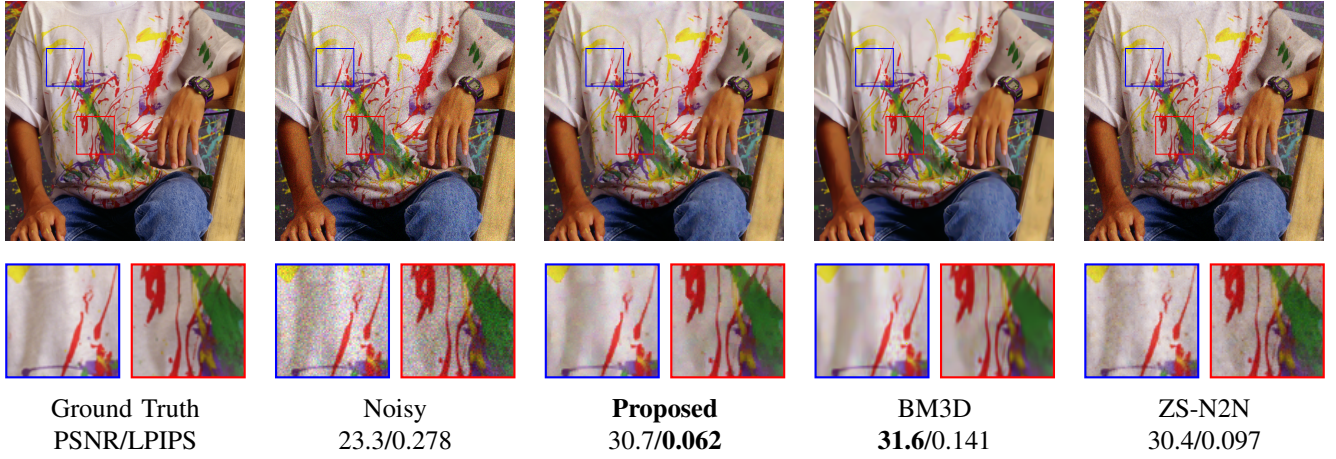 Ground Truth
PSNR/LPIPS
Noisy
23.3/0.278
Proposed
30.7/0.062
BM3D
31.6/0.141
ZS-N2N
30.4/0.097